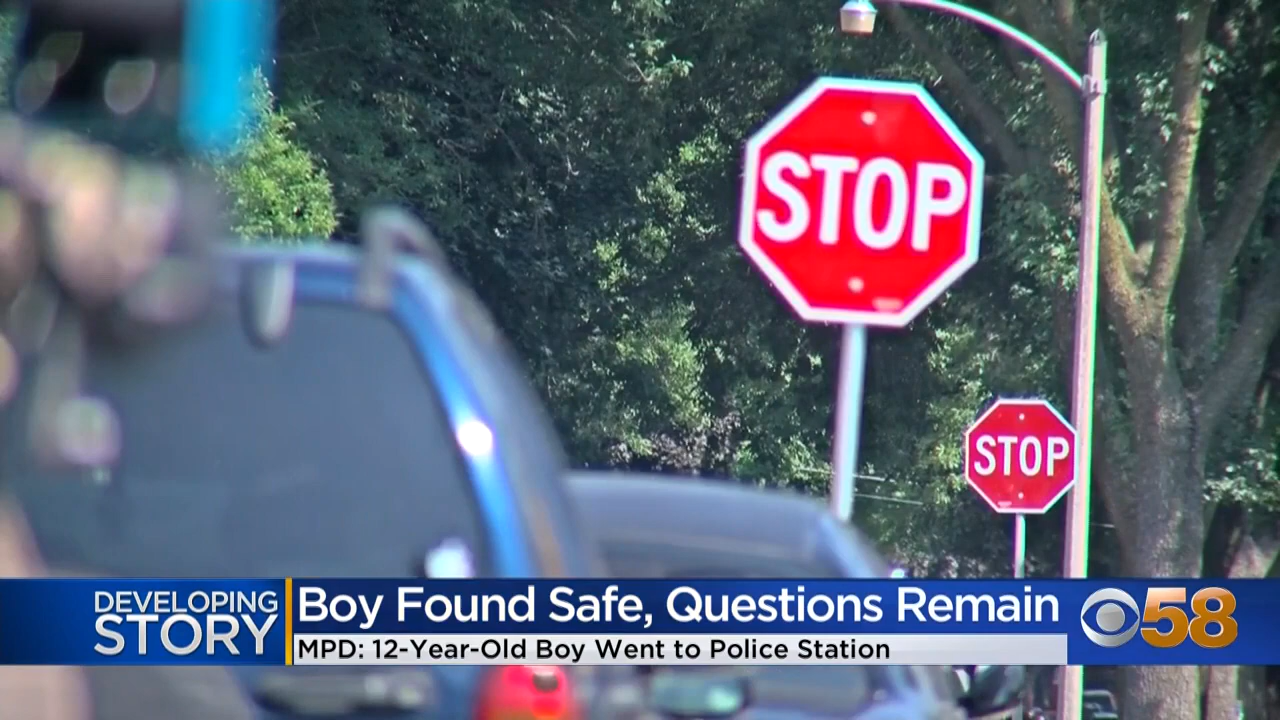 STOP
STOP
DEVELOPING
STORY
Boy Found Safe, Questions Remain
MPD: 12-Year-Old Boy Went to Police Station
58